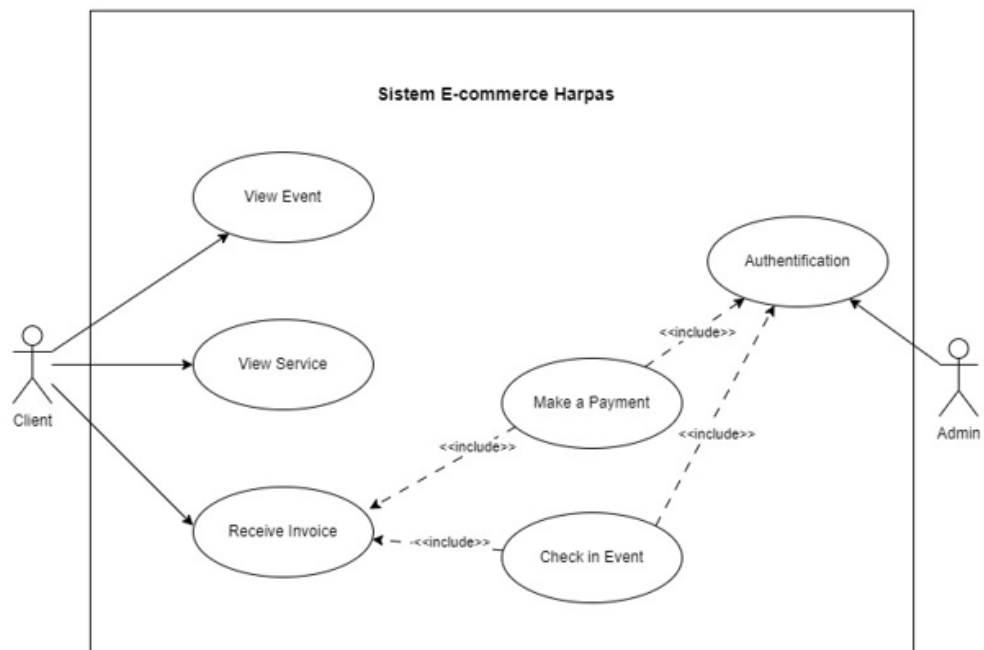 Sistem E-commerce Harpas
View Event
Authentification
<<include>>
View Service
Make a Payment
Client
Admin
<<include>>
<<include>>
Receive Invoice
<<include>>
Check in Event